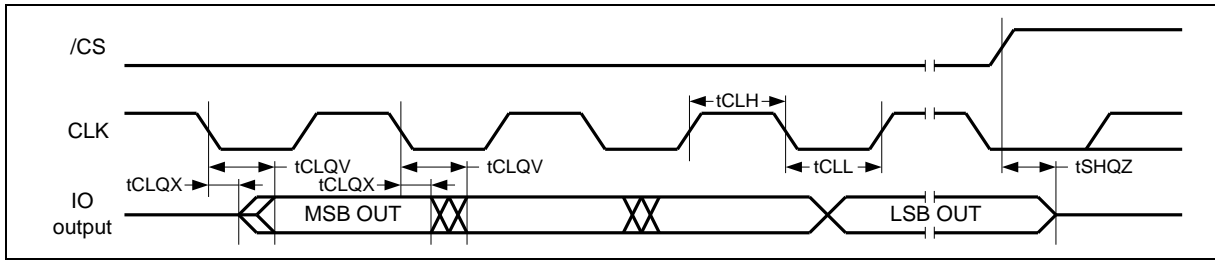 /CS
tCLH
CLK
tCLQV
tCLQV
tCLL
tSHQZ
tCLQX
tCLQX
IO
output
MSB OUT
LSB OUT